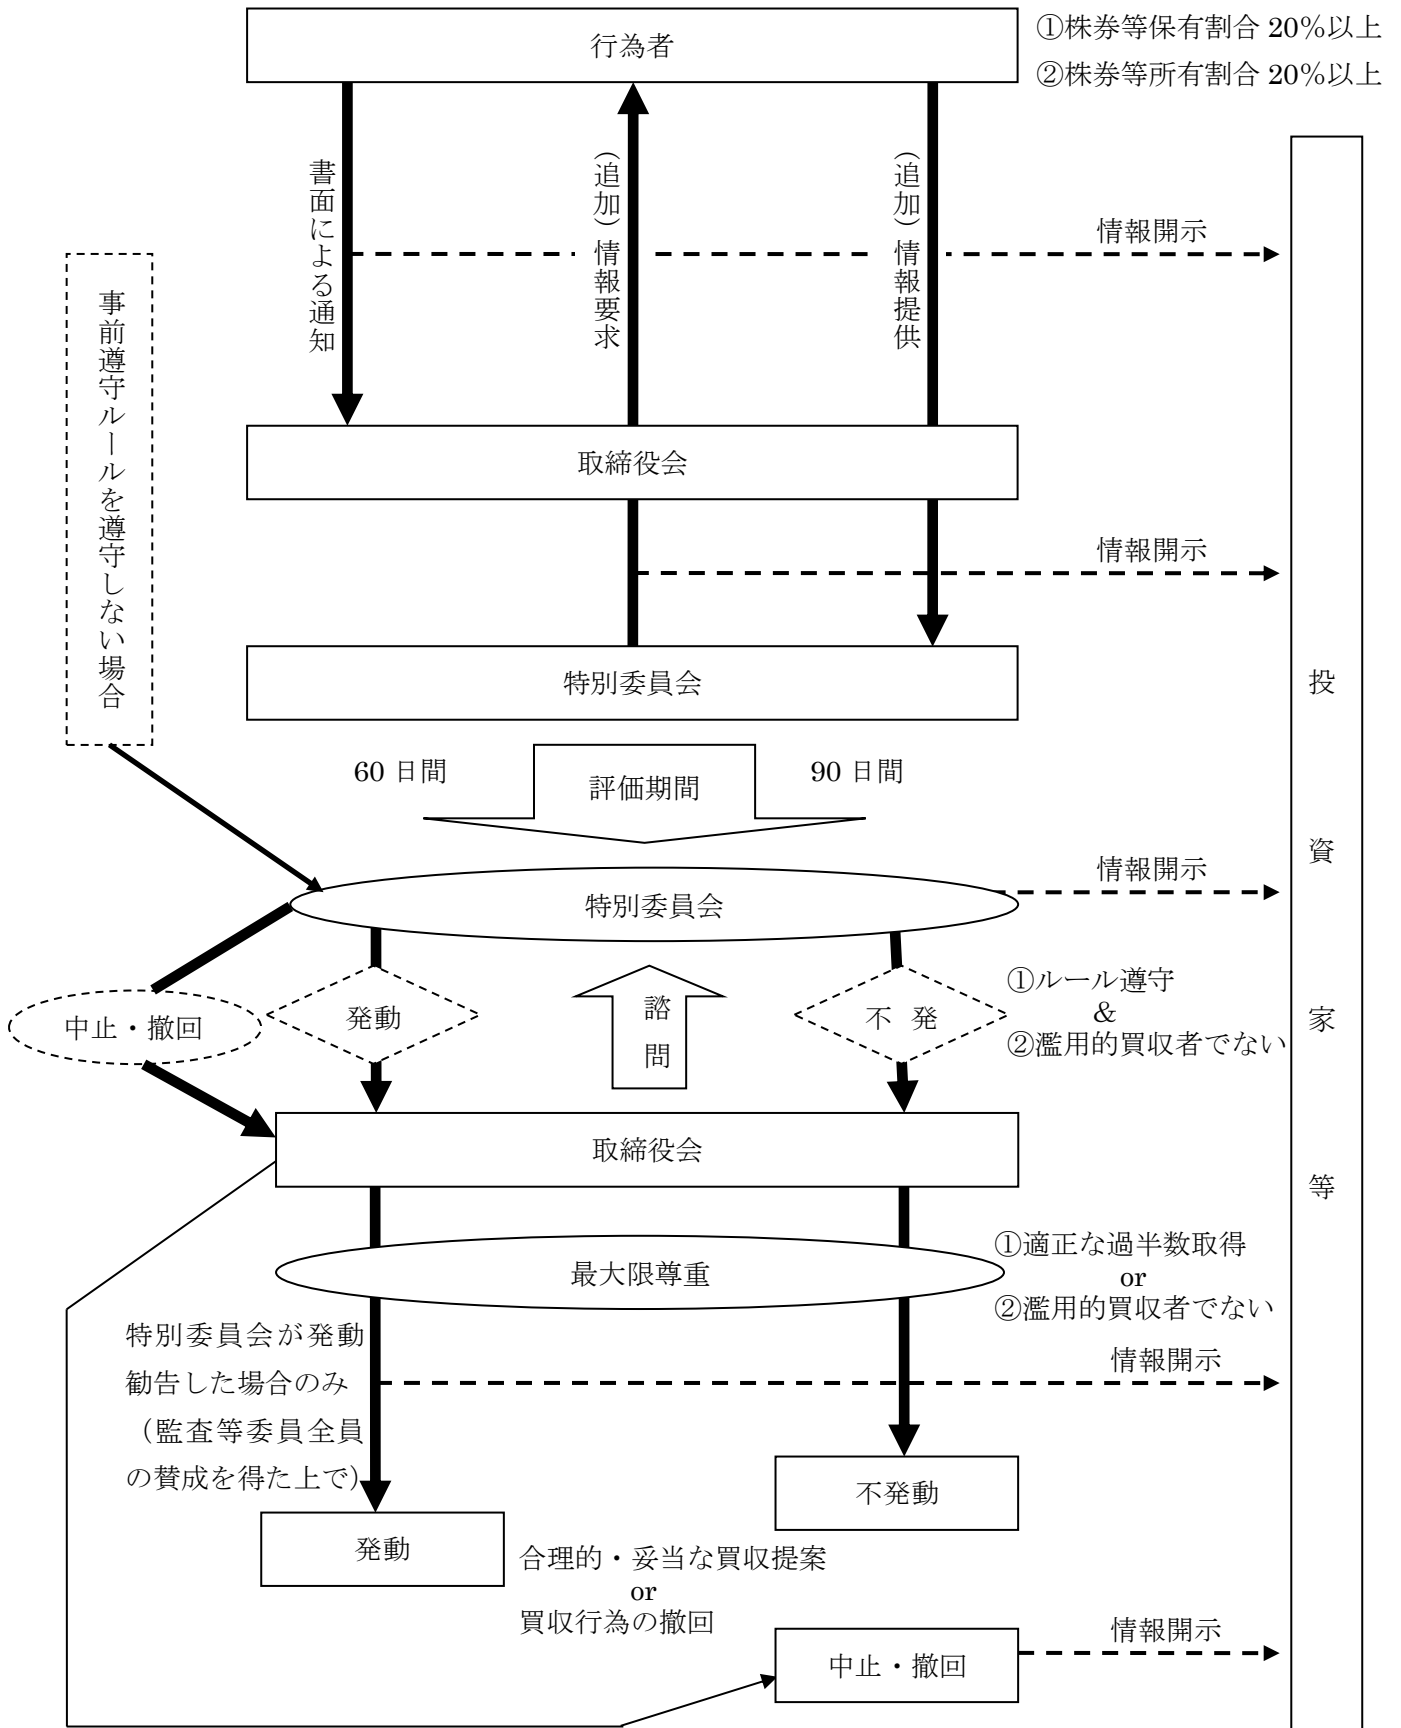 行為者
①株券等保有割合 20%以上
②株券等所有割合 20%以上
書面による通知
（追加）情報要求
（追加）情報提供
情報開示
事前遵守ルールを遵守しない場合
取締役会
情報開示
特別委員会
投資家等
60 日間
評価期間
90 日間
特別委員会
情報開示
中止・撤回
発動
諮問
不 発
①ルール遵守
&
②濫用的買収者でない
取締役会
最大限尊重
①適正な過半数取得
or
②濫用的買収者でない
特別委員会が発動
勧告した場合のみ
（監査等委員全員
の賛成を得た上で）
情報開示
不発動
発動
合理的・妥当な買収提案
or
買収行為の撤回
中止・撤回
情報開示